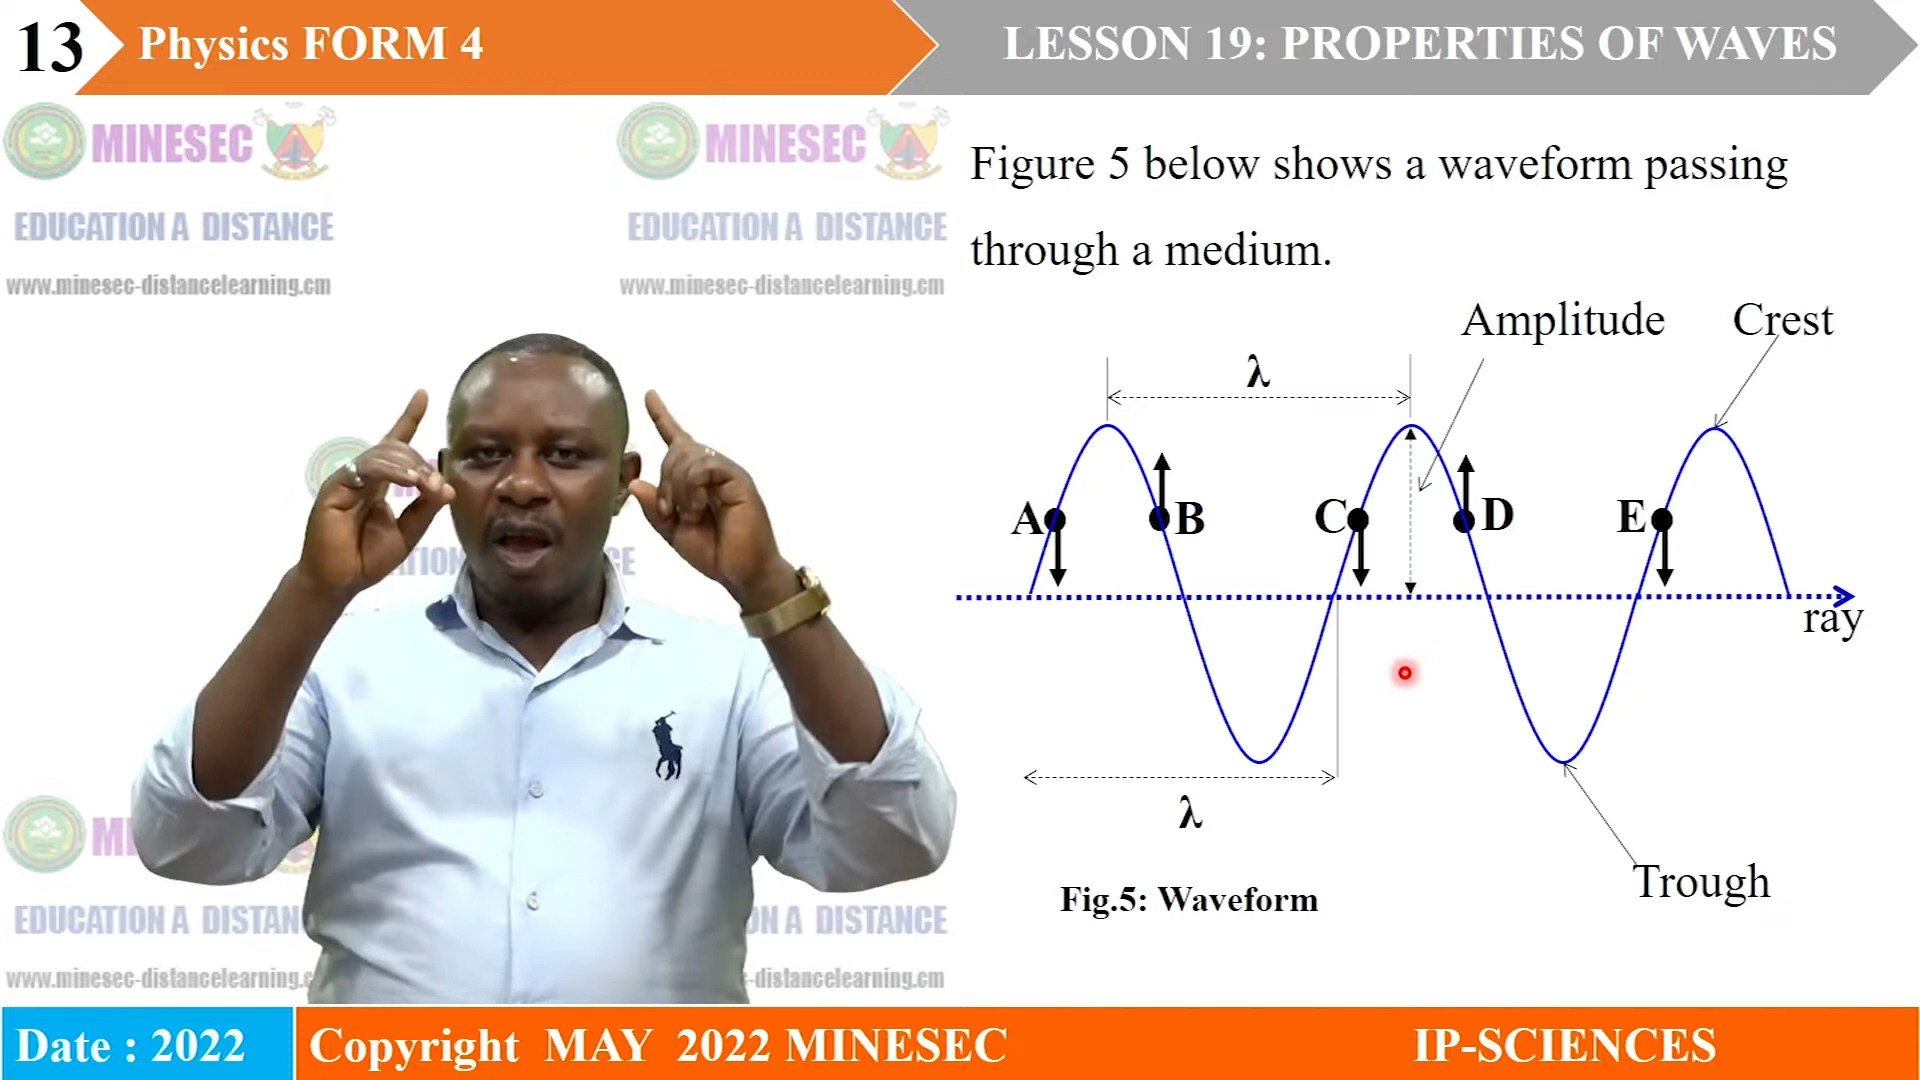 13
Physics FORM 4
LESSON 19: PROPERTIES OF WAVES
MINESEC
EDUCATION A DISTANCE
www.minesec-distancelearning.cm
MINESEC
EDUCATION A DISTANCE
www.minesec-distancelearning.cm
Figure 5 below shows a waveform passing
through a medium.
Amplitude
Crest
λ
A
B
C
D
E
ray
λ
Trough
Fig.5: Waveform
EDUCATION A DISTAN
www.minesec-distancelearning.c
A DISTANCE
-distancelearning.cm
Date : 2022
Copyright MAY 2022 MINESEC
IP-SCIENCES